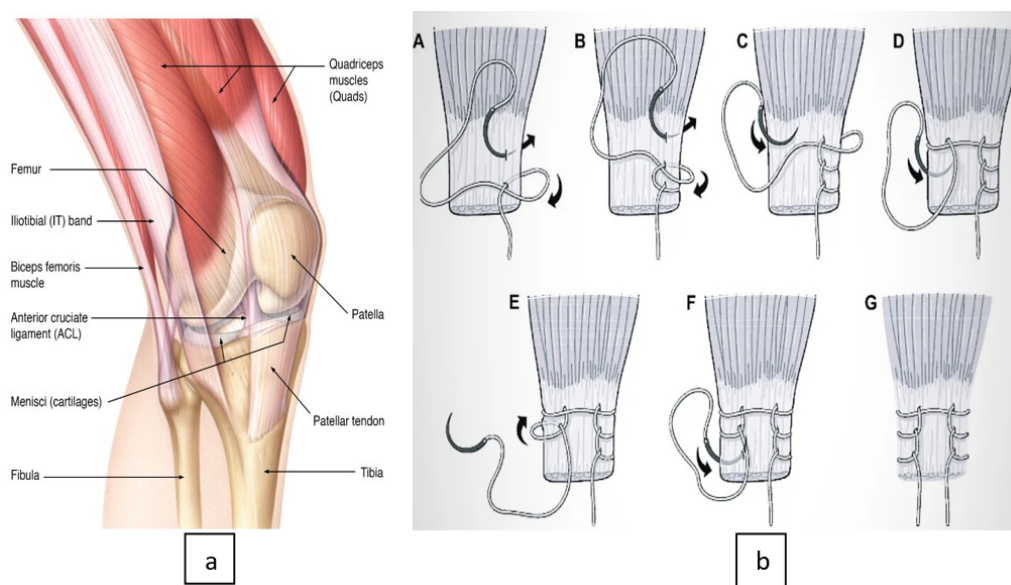 Quadriceps
muscles
(Quads)
Femur
Iliotibial (IT) band
Biceps femoris
muscle
Anterior cruciate
ligament (ACL)
Patella
Menisci (cartilages)
Patellar tendon
Fibula
Tibia
a
A
B
C
D
E
F
G
b